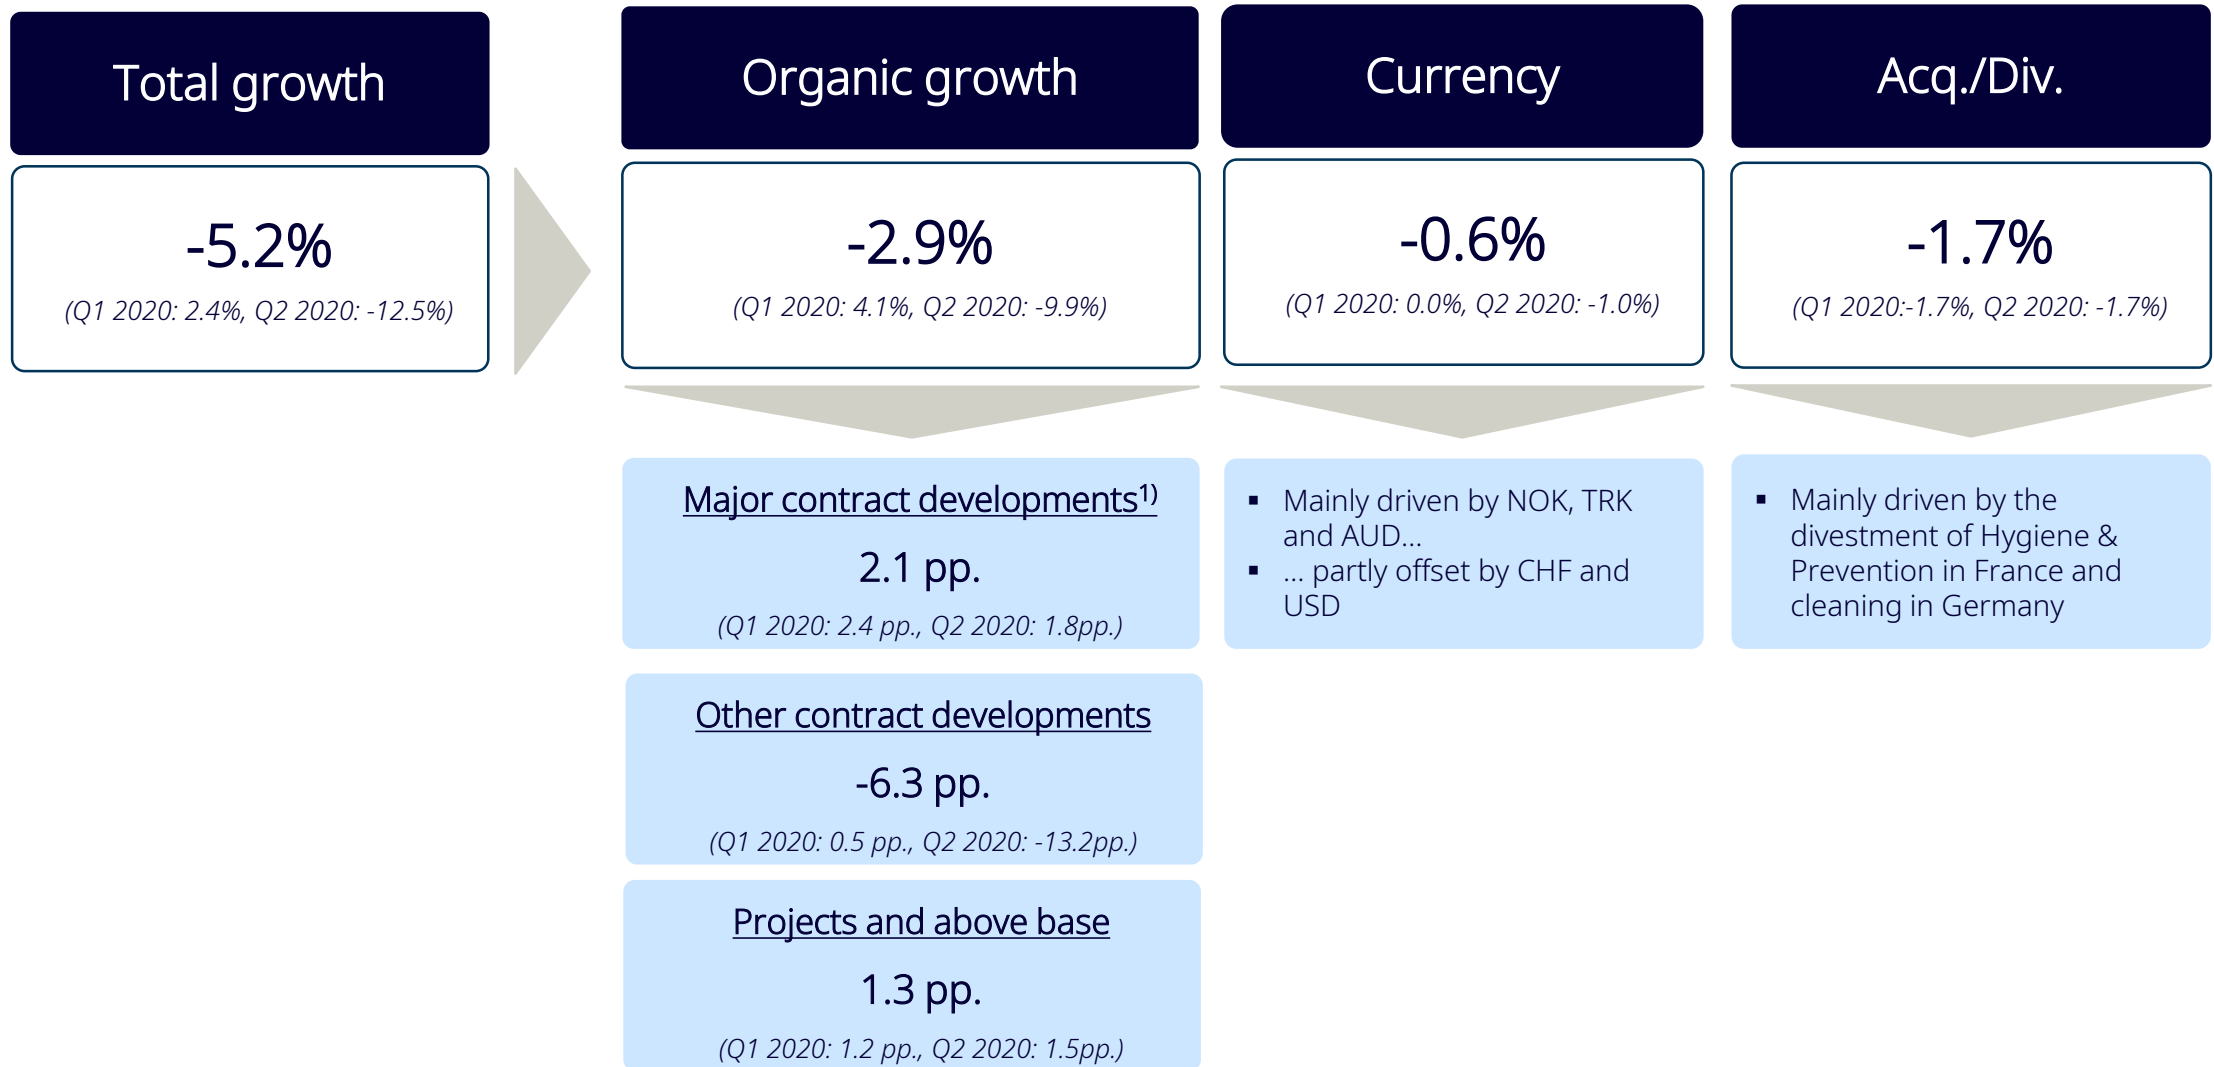 Total growth
-5.2%
(Q1 2020: 2.4%, Q2 2020: -12.5%)
Organic growth
-2.9%
(Q1 2020: 4.1%, Q2 2020: -9.9%)
Major contract developments¹⁾
2.1 pp.
(Q1 2020: 2.4 pp., Q2 2020: 1.8pp.)
Other contract developments
-6.3 pp.
(Q1 2020: 0.5 pp., Q2 2020: -13.2pp.)
Projects and above base
1.3 pp.
(Q1 2020: 1.2 pp., Q2 2020: 1.5pp.)
Currency
-0.6%
(Q1 2020: 0.0%, Q2 2020: -1.0%)
▪ Mainly driven by NOK, TRK
and AUD...
▪ ... partly offset by CHF and
USD
Acq./Div.
-1.7%
(Q1 2020:-1.7%, Q2 2020: -1.7%)
▪ Mainly driven by the
divestment of Hygiene &
Prevention in France and
cleaning in Germany